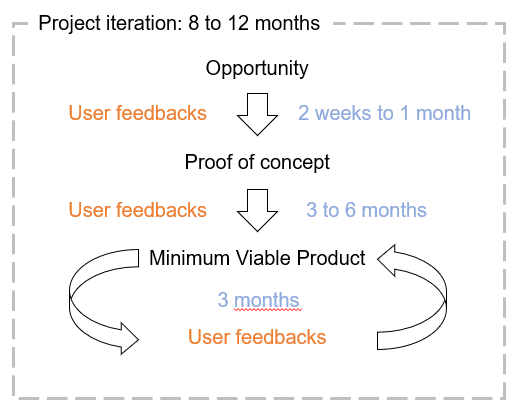 Project iteration: 8 to 12 months
Opportunity
User feedbacks 2 weeks to 1 month
Proof of concept
User feedbacks 3 to 6 months
Minimum Viable Product
3 months
User feedbacks